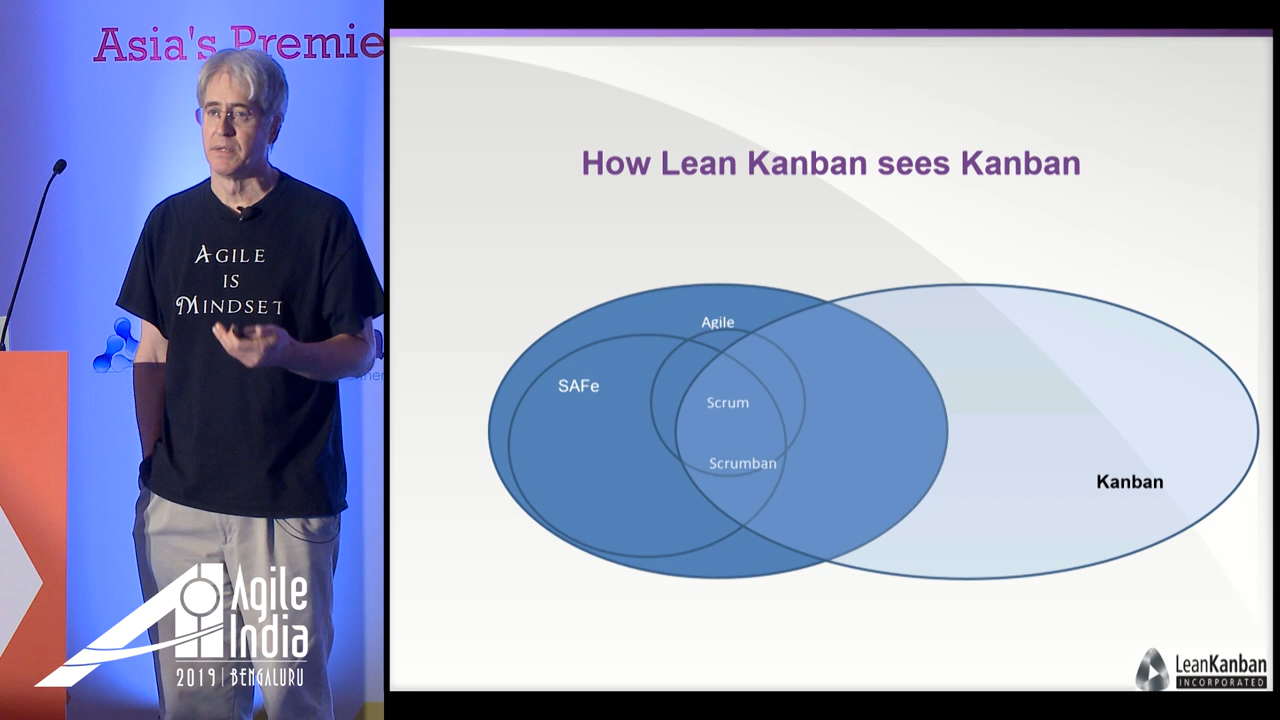 Asia's Premie
AGILE
IS
MINDSET
Agile
India
2019 | BENGALURU
How Lean Kanban sees Kanban
Agile
SAFe
Scrum
Scrumban
Kanban
LeanKanban
INCORPORATED